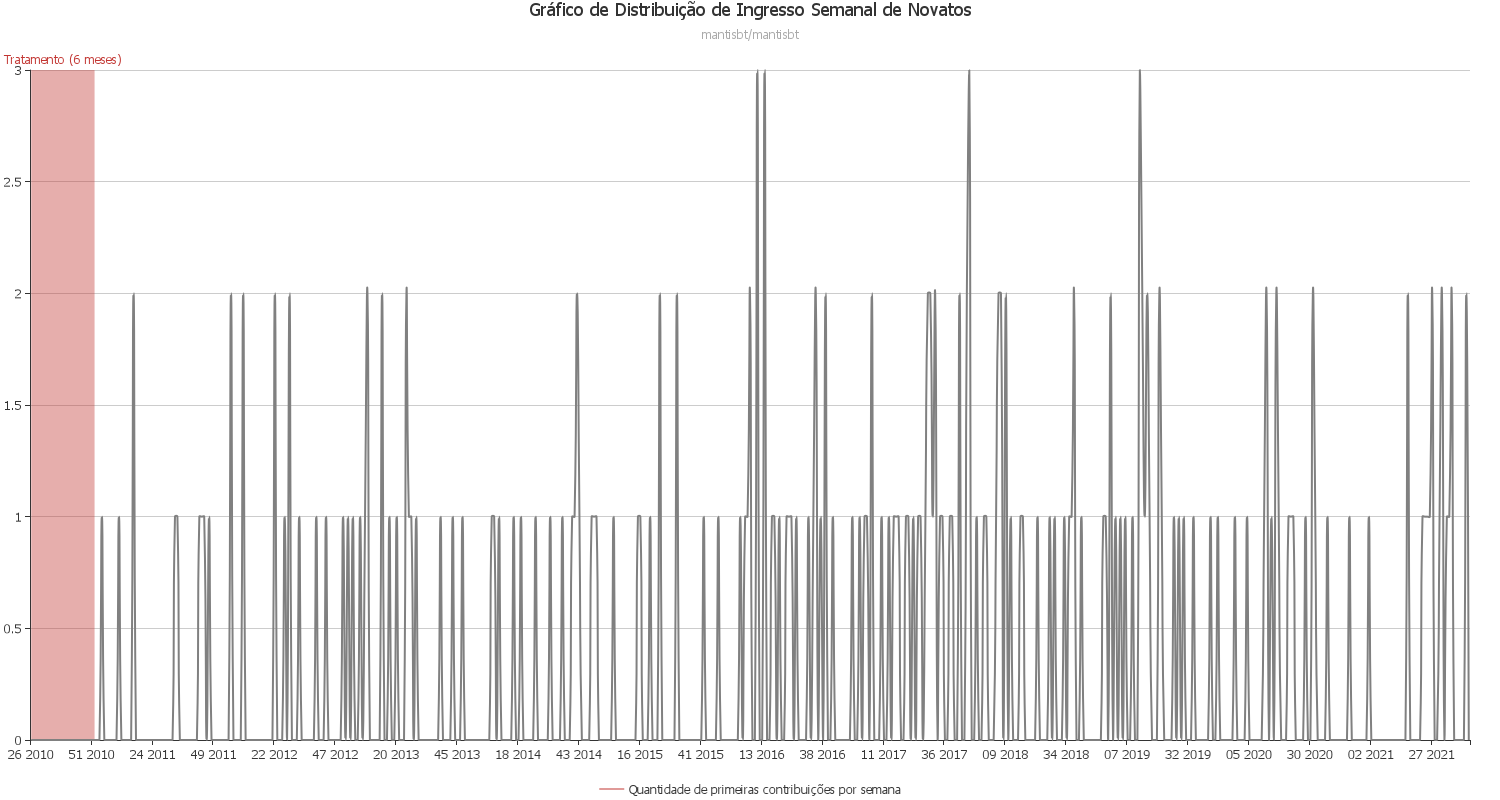 Gráfico de Distribuição de Ingresso Semanal de Novatos
mantisbt/mantisbt
Tratamento (6 meses)
3
2.5
2
1.5
1
0.5
0
26 2010 51 2010 24 2011 49 2011 22 2012 47 2012 20 2013 45 2013 18 2014 43 2014 16 2015 41 2015 13 2016 38 2016 11 2017 36 2017 09 2018 34 2018 07 2019 32 2019 05 2020 30 2020 02 2021 27 2021
Quantidade de primeiras contribuições por semana